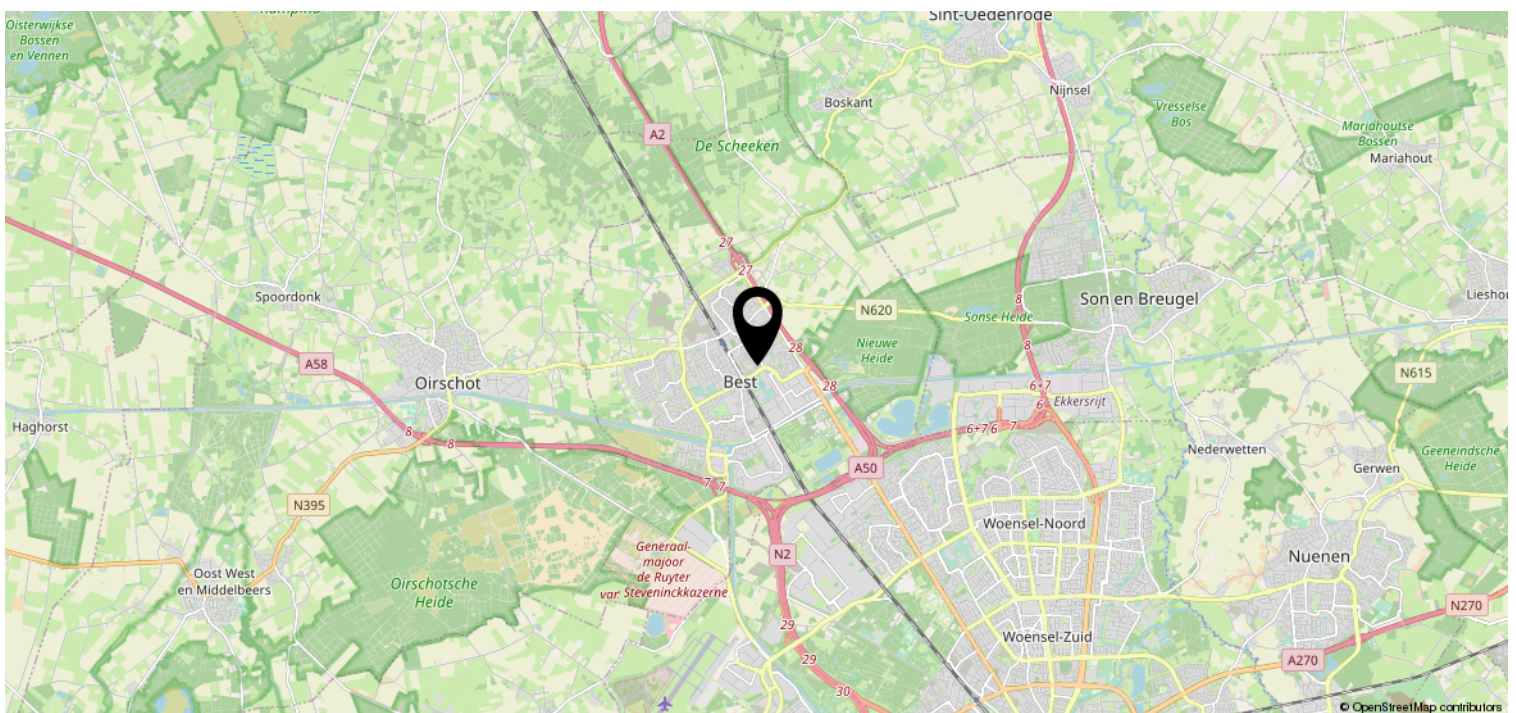 Sint-Oedenrode
Oisterwijkse
Bossen
en Vennen
Nijnsel
Boskant
Vresselse
Bos
A2
De Scheeken
Mariahoutse
Bossen
Mariahout
27
27
Spoordonk
8
Son en Breugel
Lieshou
N620
Sonse Heide
Nieuwe
Heide
28
8
A58
Oirschot
Best
28
6+7
N615
Ekkersrijt
6
Haghorst
8
8
6+7
6
7
Nederwetten
Geeneindsche
Heide
A50
Gerwen
7
7
N395
Woensel-Noord
Generaal-
majoor
de Ruyter
van Steveninckkazerne
N2
Nuenen
Oost West
en Middelbeers
Oirschotsche
Heide
N270
29
Woensel-Zuid
29
A270
30
© OpenStreetMap contributors